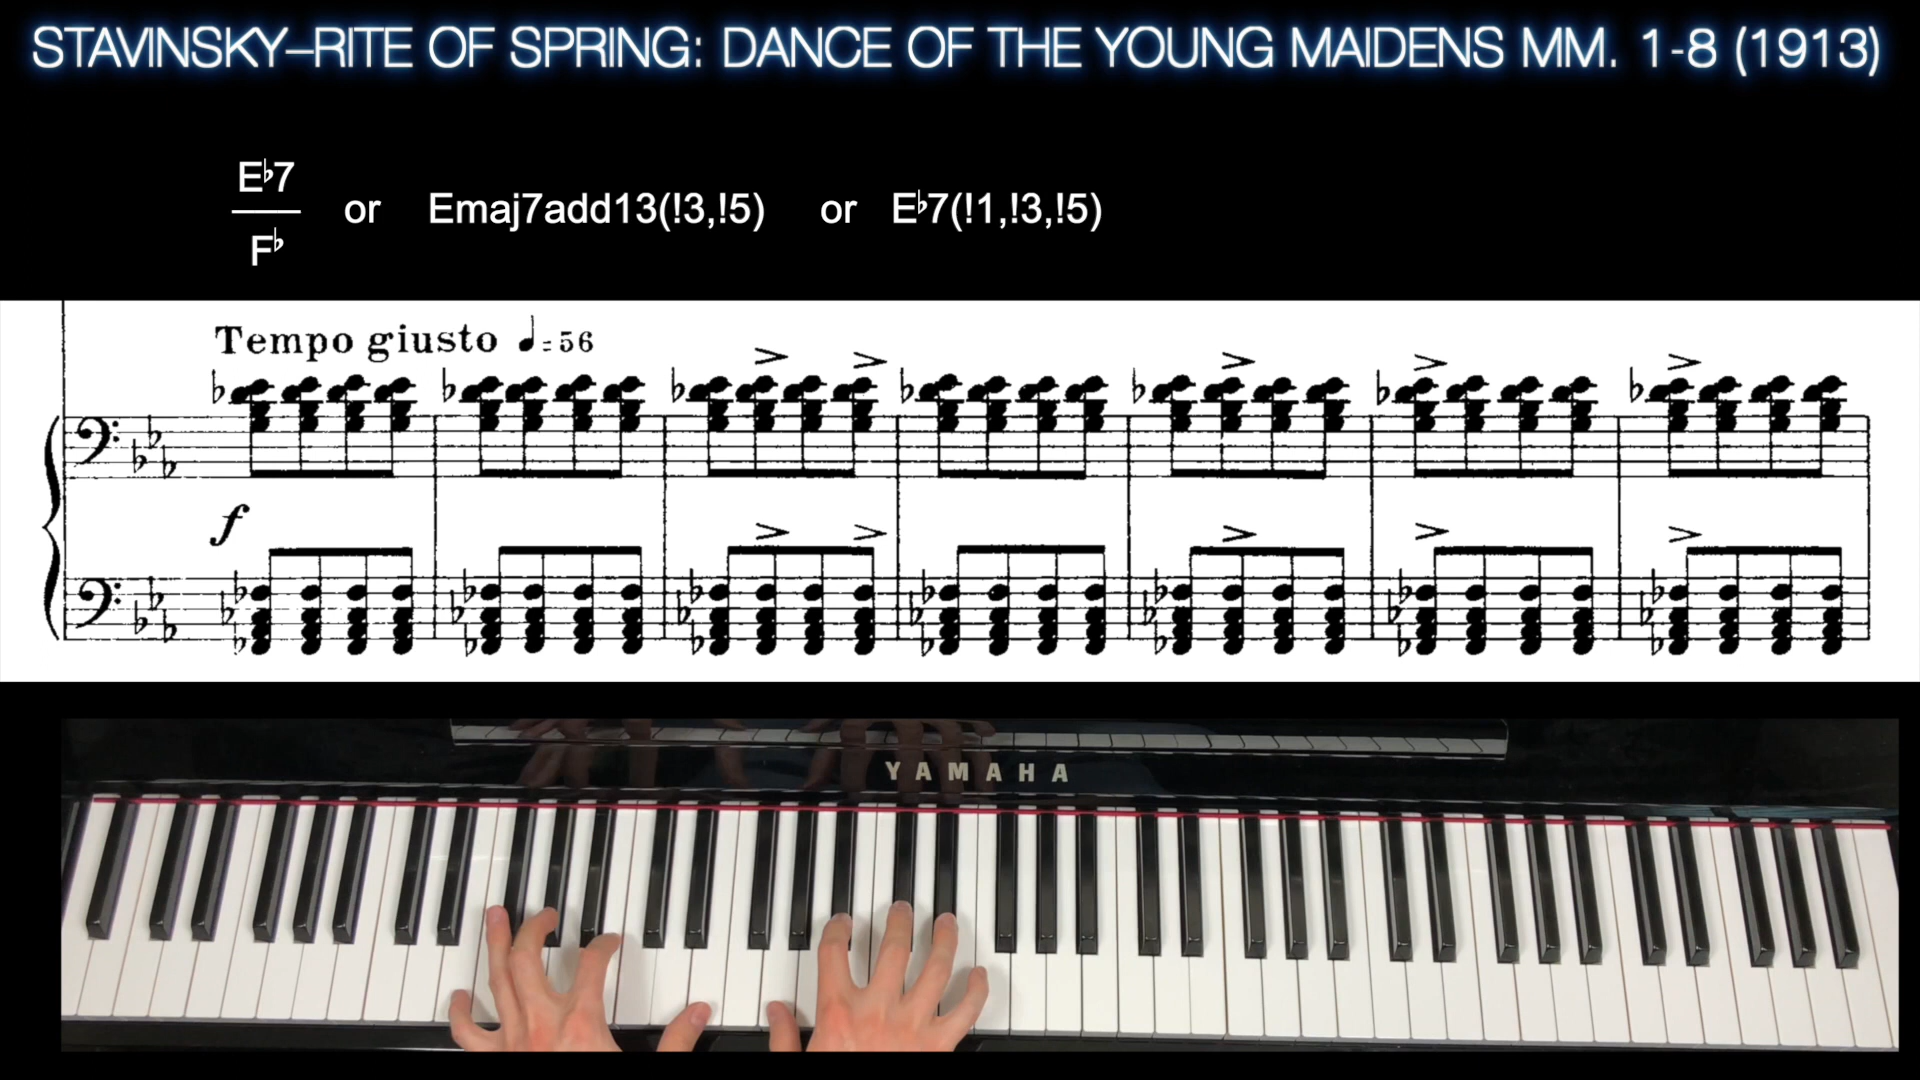 STAVINSKY–RITE OF SPRING: DANCE OF THE YOUNG MAIDENS MM. 1-8 (1913)
E♭7
F♭
or Emaj7add13(!3,!5) or E♭7(!1,!3,!5)
Tempo giusto ♩=56
f
YAMAHA